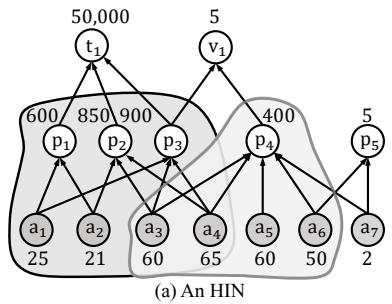 50,000 5
t₁ v₁
600 850 900 400 5
p₁ p₂ p₃ p₄ p₅
a₁ a₂ a₃ a₄ a₅ a₆ a₇
25 21 60 65 60 50 2
(a) An HIN